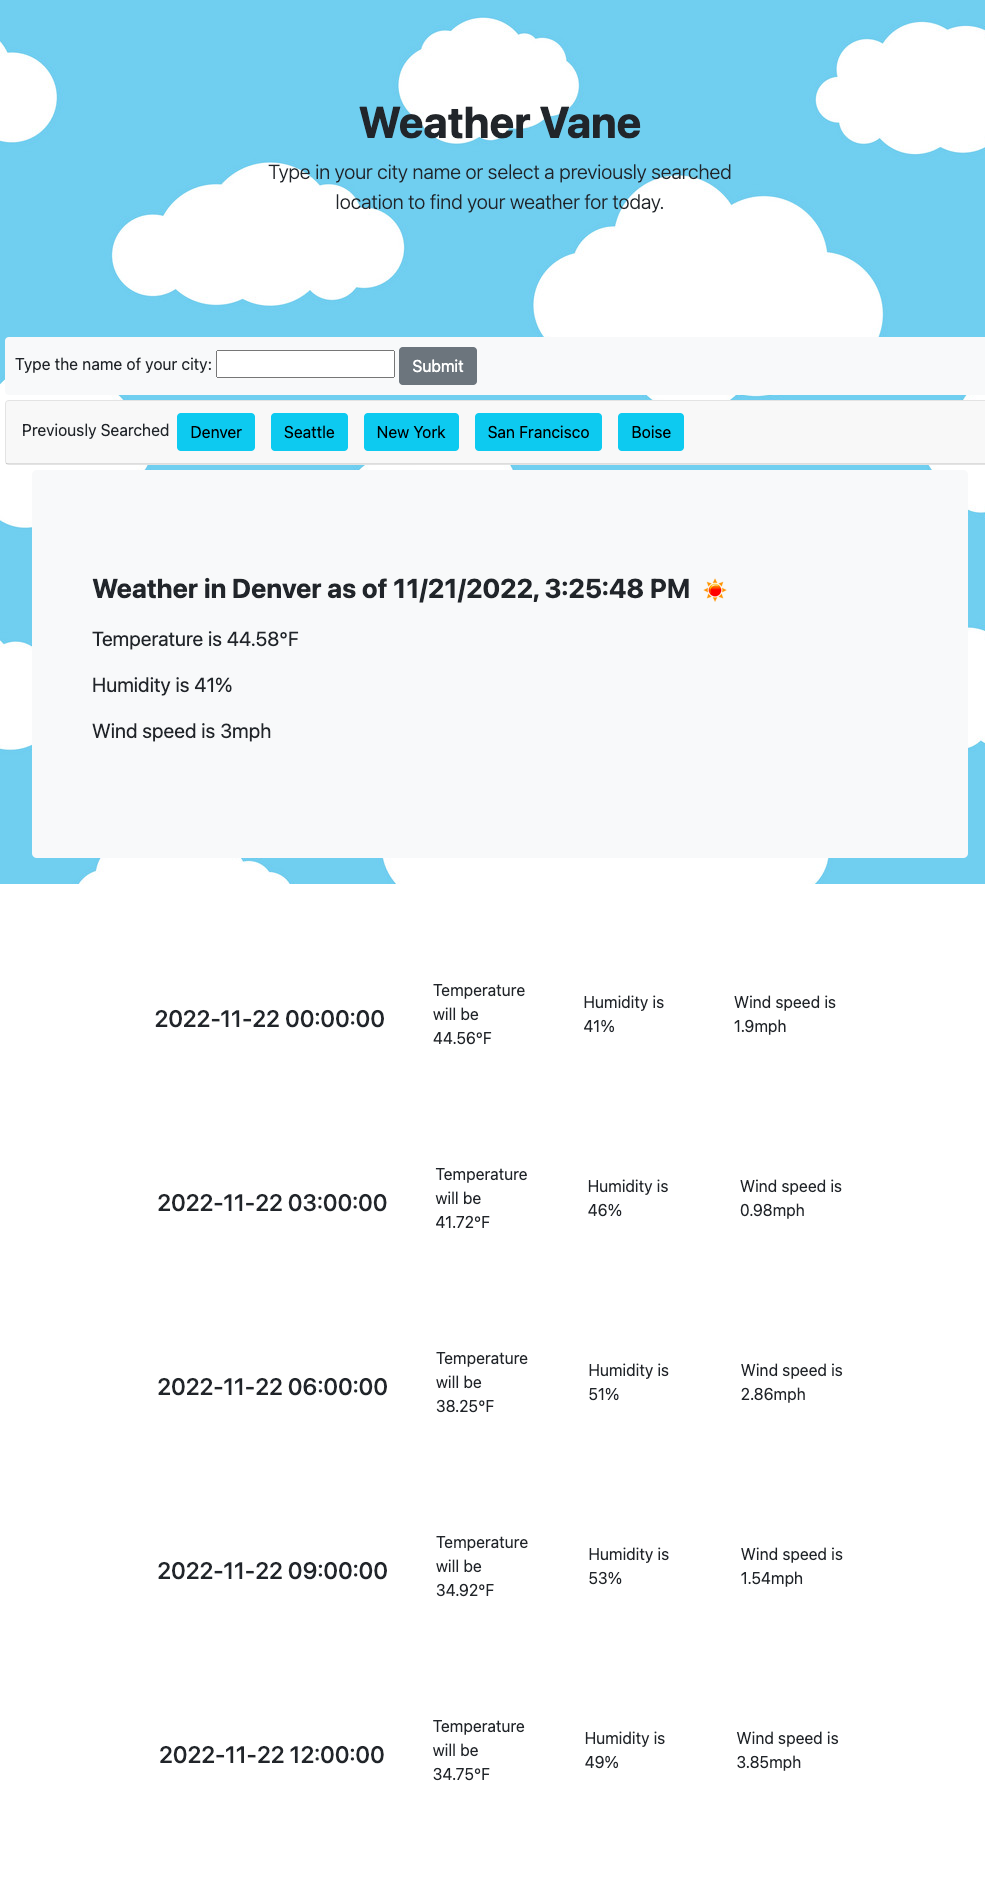 Weather Vane
Type in your city name or select a previously searched
location to find your weather for today.
Type the name of your city:
Submit
Previously Searched
Denver
Seattle
New York
San Francisco
Boise
Weather in Denver as of 11/21/2022, 3:25:48 PM
Temperature is 44.58°F
Humidity is 41%
Wind speed is 3mph
2022-11-22 00:00:00
Temperature
will be
44.56°F
Humidity is
41%
Wind speed is
1.9mph
2022-11-22 03:00:00
Temperature
will be
41.72°F
Humidity is
46%
Wind speed is
0.98mph
2022-11-22 06:00:00
Temperature
will be
38.25°F
Humidity is
51%
Wind speed is
2.86mph
2022-11-22 09:00:00
Temperature
will be
34.92°F
Humidity is
53%
Wind speed is
1.54mph
2022-11-22 12:00:00
Temperature
will be
34.75°F
Humidity is
49%
Wind speed is
3.85mph